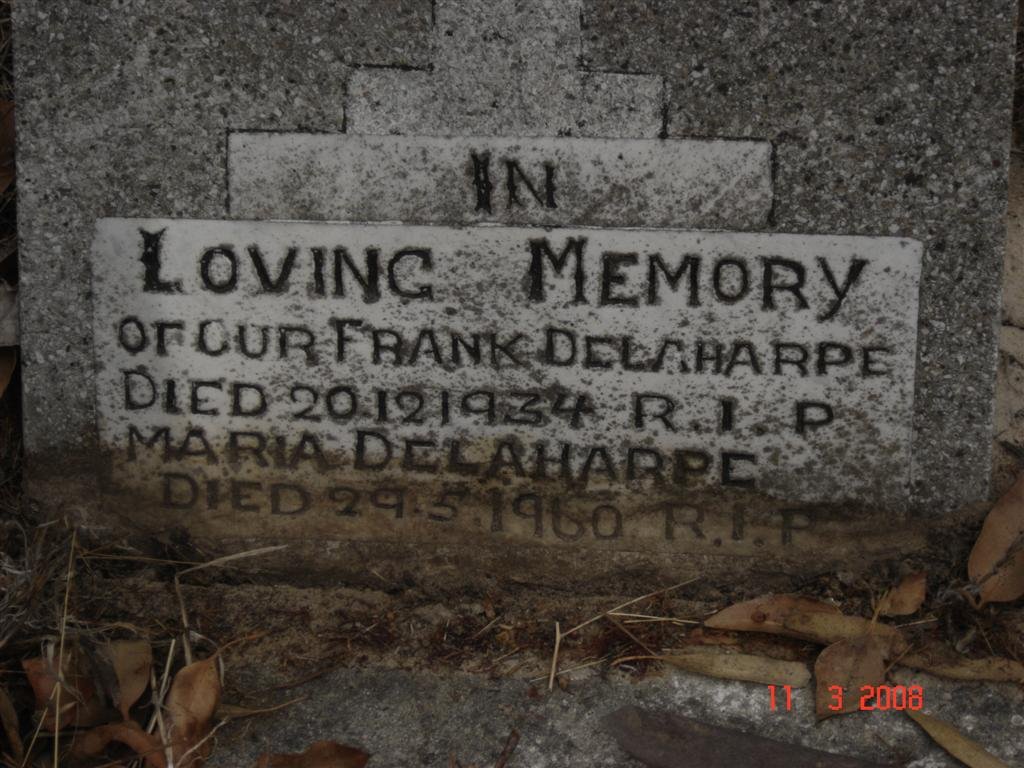 IN
LOVING MEMORY
OF OUR FRANK DELAHARPE
DIED 20.12.1934 R.I.P
MARIA DELAHARPE
DIED 29.5.1960 R.I.P
11 3 2008